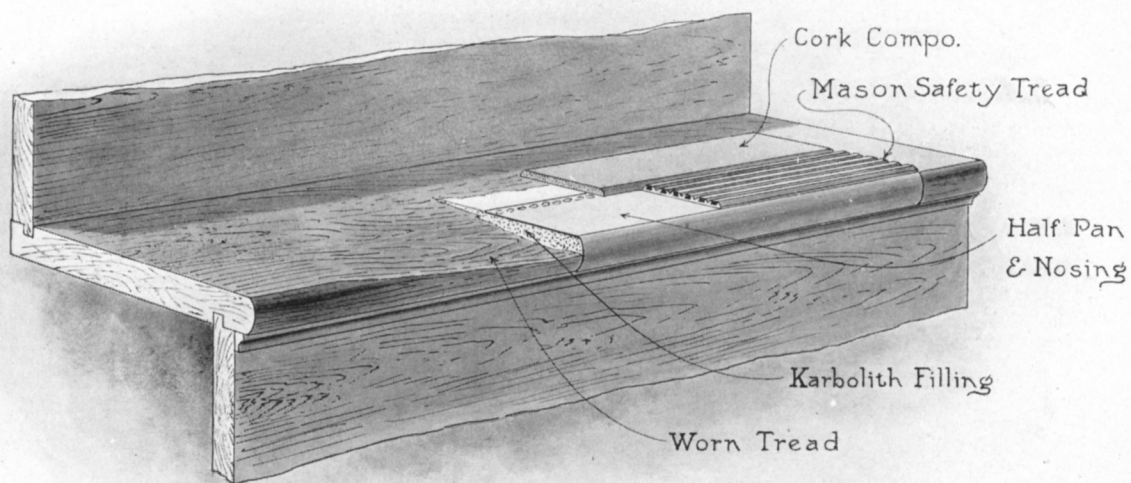 Cork Compo.
Mason Safety Tread
Half Pan
& Nosing
Karbolith Filling
Worn Tread